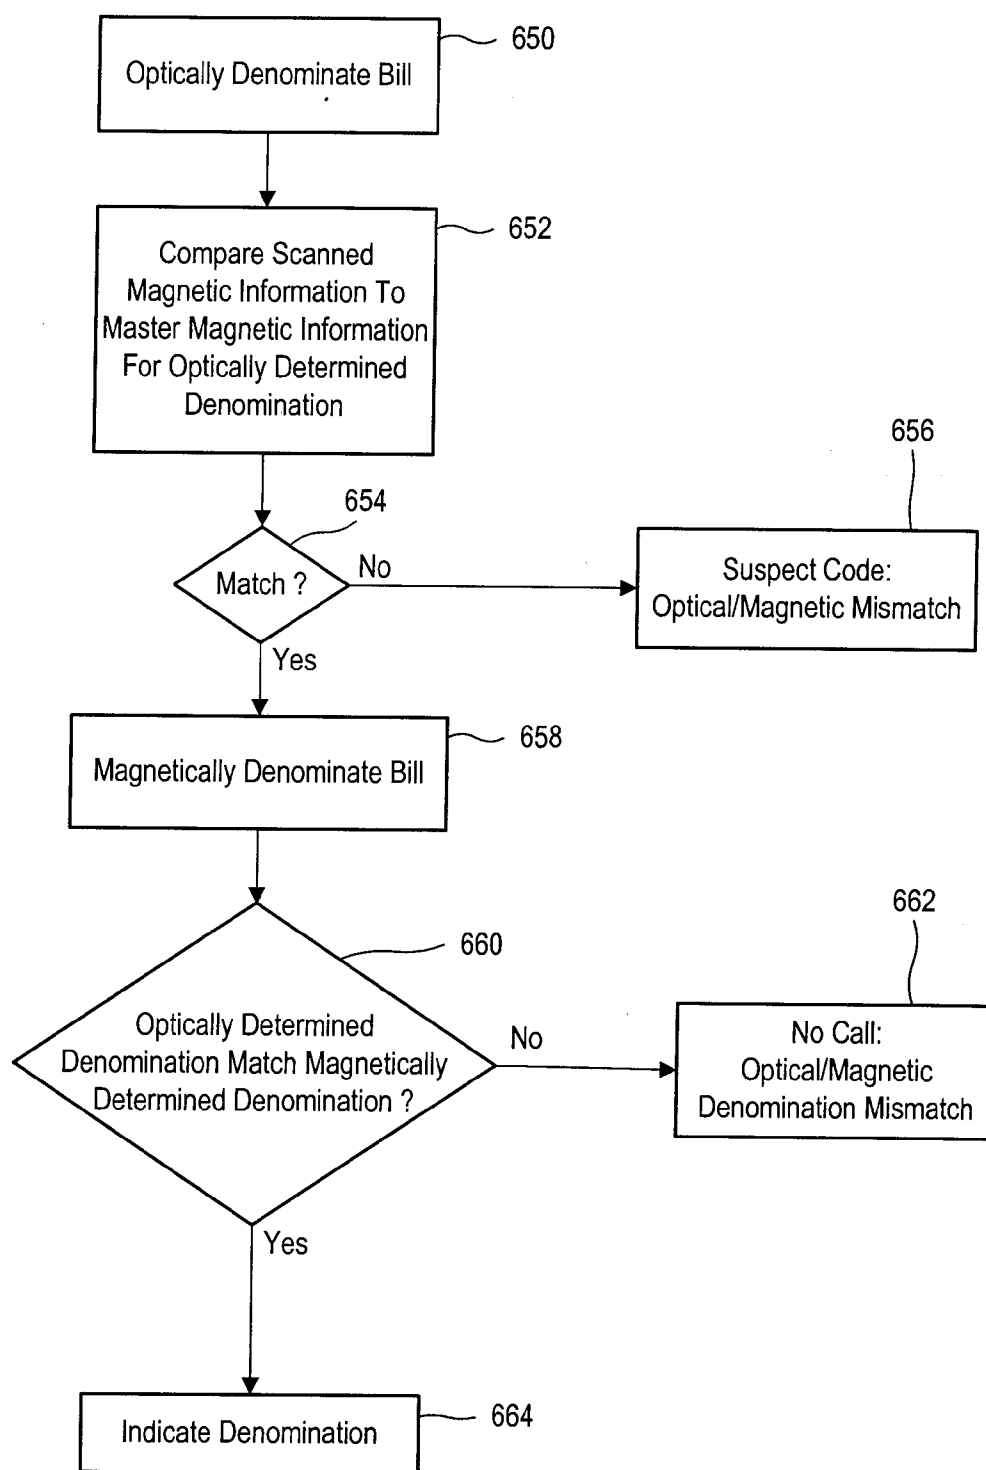 650
Optically Denominate Bill
652
Compare Scanned
Magnetic Information To
Master Magnetic Information
For Optically Determined
Denomination
656
654
Match ?
No
Suspect Code:
Optical/Magnetic Mismatch
Yes
658
Magnetically Denominate Bill
662
660
Optically Determined
Denomination Match Magnetically
Determined Denomination ?
No
No Call:
Optical/Magnetic
Denomination Mismatch
Yes
664
Indicate Denomination